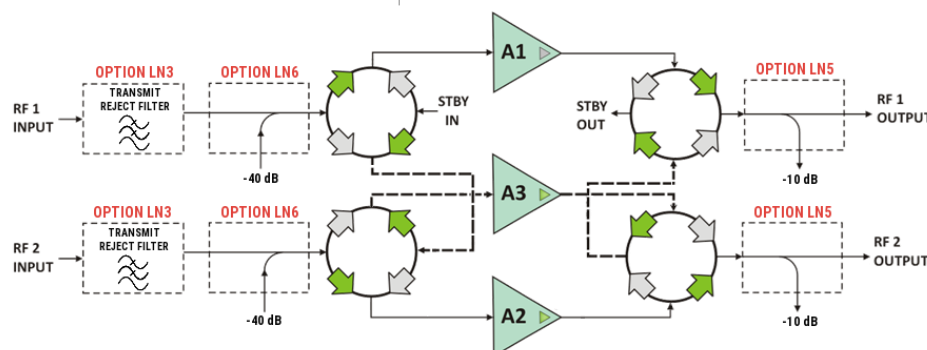 A1
OPTION LN3
OPTION LN6
OPTION LN5
TRANSMIT
REJECT FILTER
RF 1
INPUT
STBY
IN
STBY
OUT
RF 1
OUTPUT
-40 dB
-10 dB
A3
OPTION LN3
OPTION LN6
OPTION LN5
TRANSMIT
REJECT FILTER
RF 2
INPUT
RF 2
OUTPUT
-40 dB
A2
-10 dB